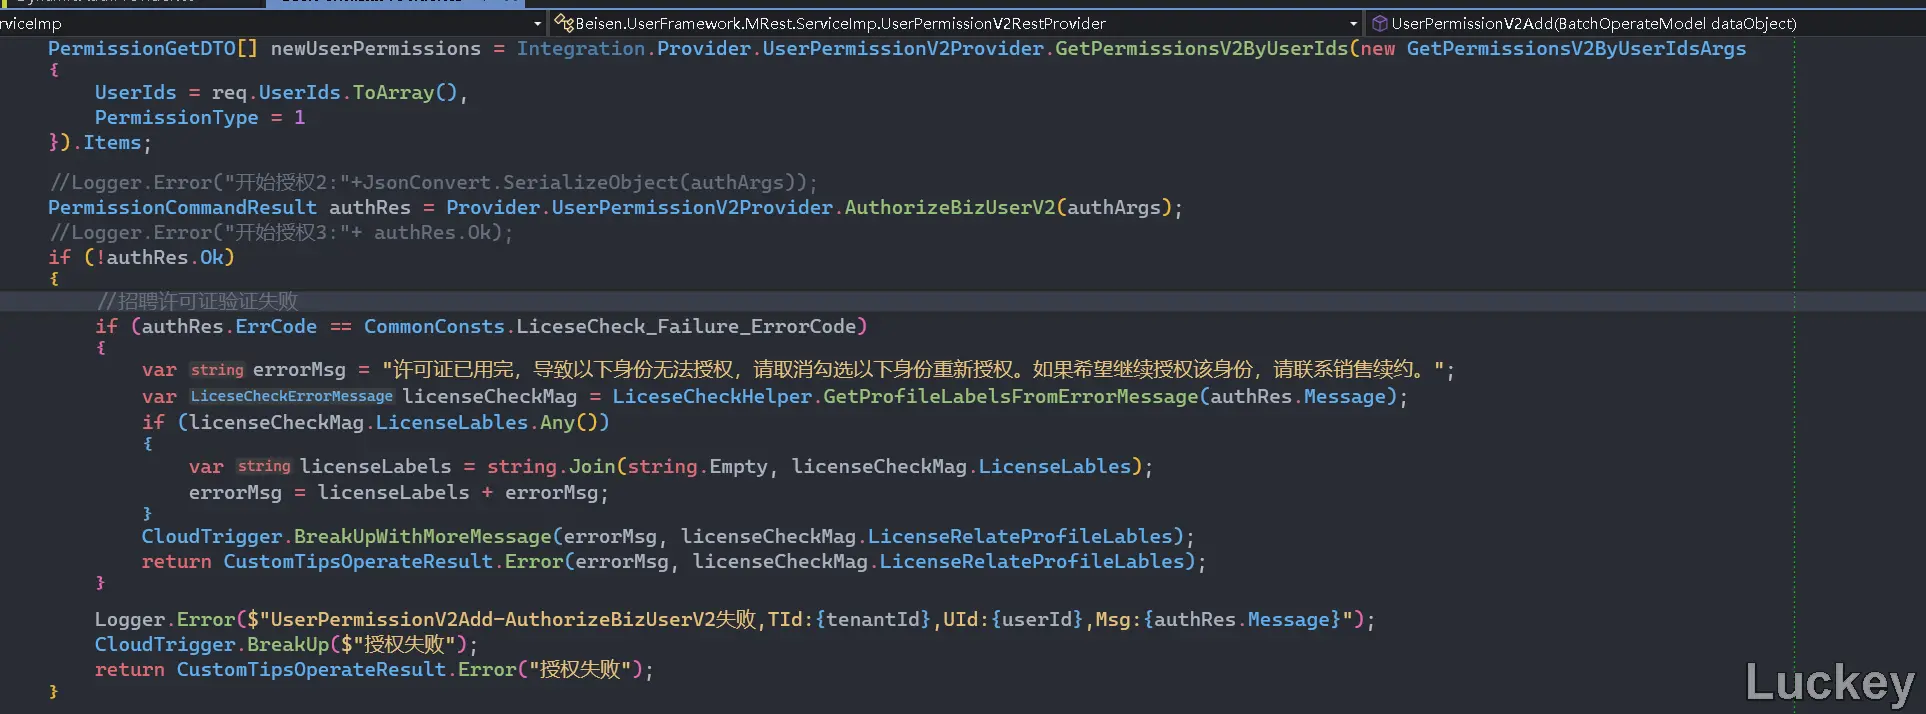 rviceImp
Beisen.UserFramework.MRest.ServiceImp.UserPermissionV2RestProvider
UserPermissionV2Add(BatchOperateModel dataObject)
PermissionGetDTO[] newUserPermissions = Integration.Provider.UserPermissionV2Provider.GetPermissionsV2ByUserIds(new GetPermissionsV2ByUserIdsArgs
{
UserIds = req.UserIds.ToArray(),
PermissionType = 1
}).Items;
//Logger.Error("开始授权2:"+JsonConvert.SerializeObject(authArgs));
PermissionCommandResult authRes = Provider.UserPermissionV2Provider.AuthorizeBizUserV2(authArgs);
//Logger.Error("开始授权3:"+ authRes.Ok);
if (!authRes.Ok)
{
//招聘许可证验证失败
if (authRes.ErrCode == CommonConsts.LiceseCheck_Failure_ErrorCode)
{
var string errorMsg = "许可证已用完，导致以下身份无法授权，请取消勾选以下身份重新授权。如果希望继续授权该身份，请联系销售续约。";
var LiceseCheckErrorMessage licenseCheckMag = LiceseCheckHelper.GetProfileLabelsFromErrorMessage(authRes.Message);
if (licenseCheckMag.LicenseLables.Any())
{
var string licenseLabels = string.Join(string.Empty, licenseCheckMag.LicenseLables);
errorMsg = licenseLabels + errorMsg;
}
CloudTrigger.BreakUpWithMoreMessage(errorMsg, licenseCheckMag.LicenseRelateProfileLables);
return CustomTipsOperateResult.Error(errorMsg, licenseCheckMag.LicenseRelateProfileLables);
}
Logger.Error($"UserPermissionV2Add-AuthorizeBizUserV2失败,TId:{tenantId},UId:{userId},Msg:{authRes.Message}");
CloudTrigger.BreakUp($"授权失败");
return CustomTipsOperateResult.Error("授权失败");
}
Luckey